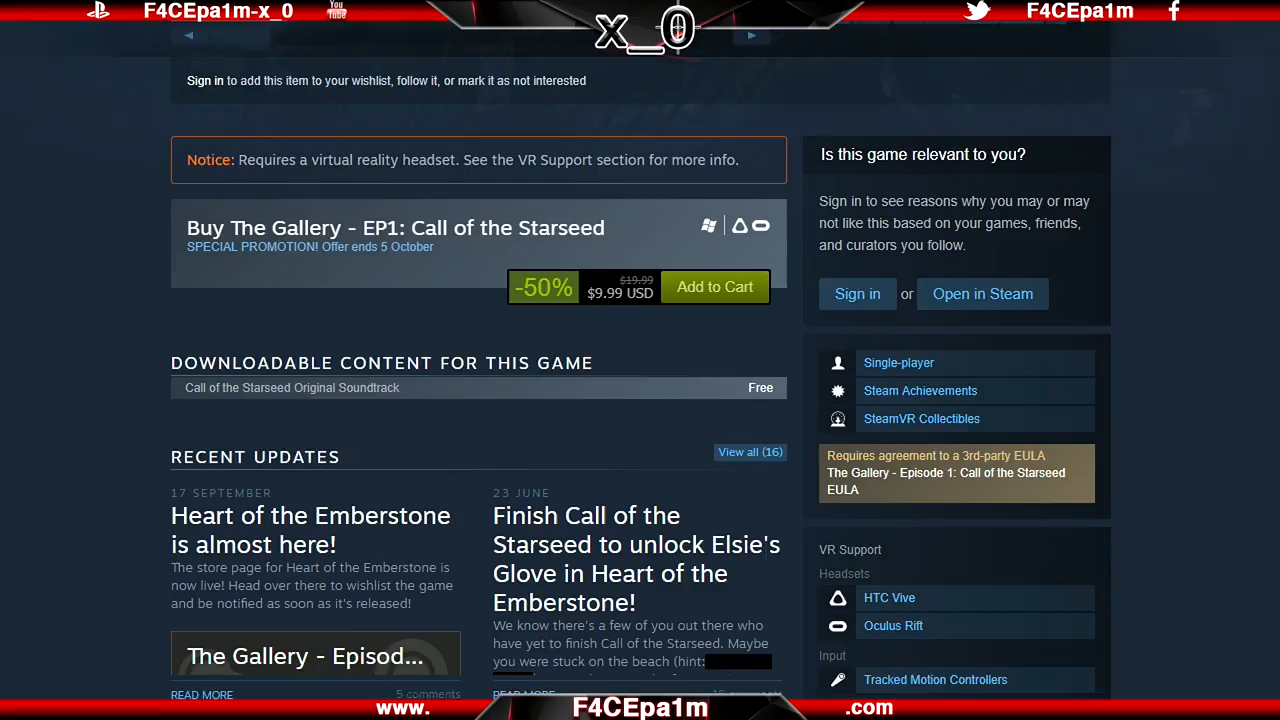 F4CEpa1m-x_0
You
Tube
x_0
F4CEpa1m
Sign in to add this item to your wishlist, follow it, or mark it as not interested
Notice: Requires a virtual reality headset. See the VR Support section for more info.
Buy The Gallery - EP1: Call of the Starseed
SPECIAL PROMOTION! Offer ends 5 October
-50%
$19.99
$9.99 USD
Add to Cart
DOWNLOADABLE CONTENT FOR THIS GAME
Call of the Starseed Original Soundtrack
Free
RECENT UPDATES
View all (16)
17 SEPTEMBER
Heart of the Emberstone
is almost here!
The store page for Heart of the Emberstone is
now live! Head over there to wishlist the game
and be notified as soon as it's released!
The Gallery - Episod...
READ MORE
5 comments
23 JUNE
Finish Call of the
Starseed to unlock Elsie's
Glove in Heart of the
Emberstone!
We know there's a few of you out there who
have yet to finish Call of the Starseed. Maybe
you were stuck on the beach (hint:
READ MORE
Is this game relevant to you?
Sign in to see reasons why you may or may
not like this based on your games, friends,
and curators you follow.
Sign in or Open in Steam
Single-player
Steam Achievements
SteamVR Collectibles
Requires agreement to a 3rd-party EULA
The Gallery - Episode 1: Call of the Starseed
EULA
VR Support
Headsets
HTC Vive
Oculus Rift
Input
Tracked Motion Controllers
www.
F4CEpa1m
.com